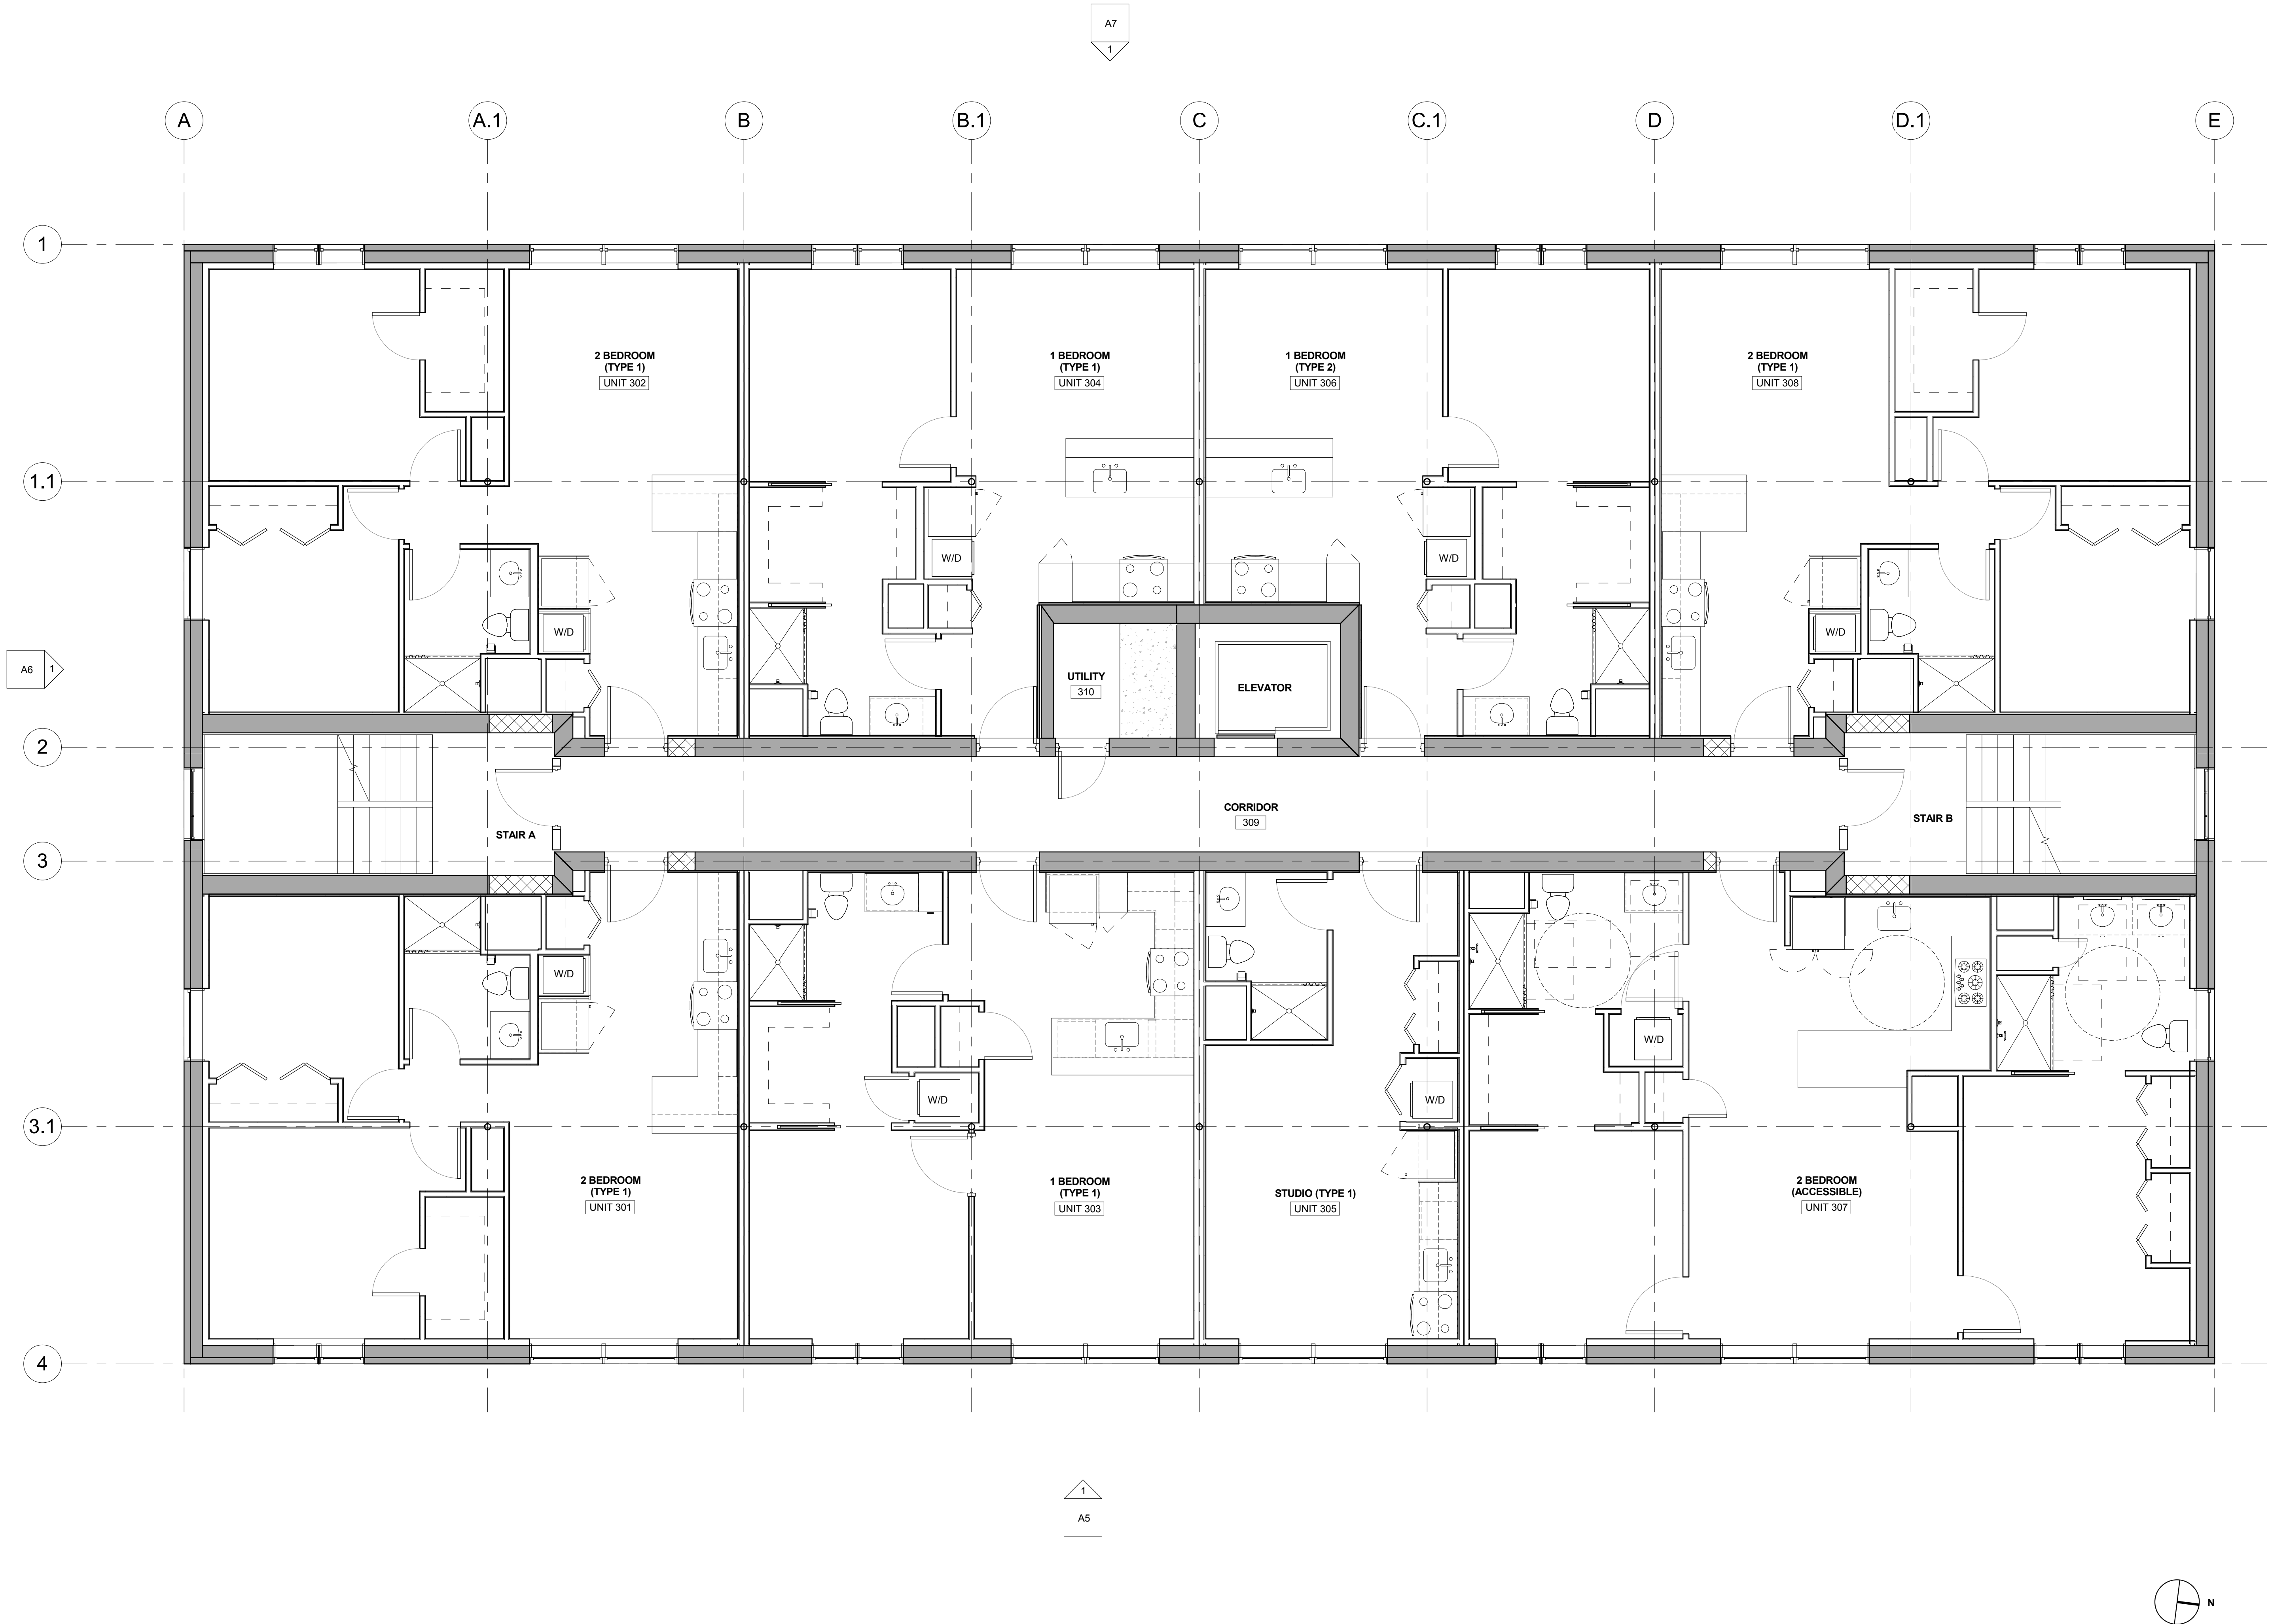 A7
1
A
A.1
B
B.1
C
C.1
D
D.1
E
1
2 BEDROOM
(TYPE 1)
UNIT 302
1 BEDROOM
(TYPE 1)
UNIT 304
1 BEDROOM
(TYPE 2)
UNIT 306
2 BEDROOM
(TYPE 1)
UNIT 308
1.1
W/D
W/D
W/D
W/D
A6
1
UTILITY
310
ELEVATOR
2
CORRIDOR
309
STAIR A
STAIR B
3
W/D
W/D
W/D
W/D
3.1
2 BEDROOM
(TYPE 1)
UNIT 301
1 BEDROOM
(TYPE 1)
UNIT 303
STUDIO (TYPE 1)
UNIT 305
2 BEDROOM
(ACCESSIBLE)
UNIT 307
4
1
A5
N